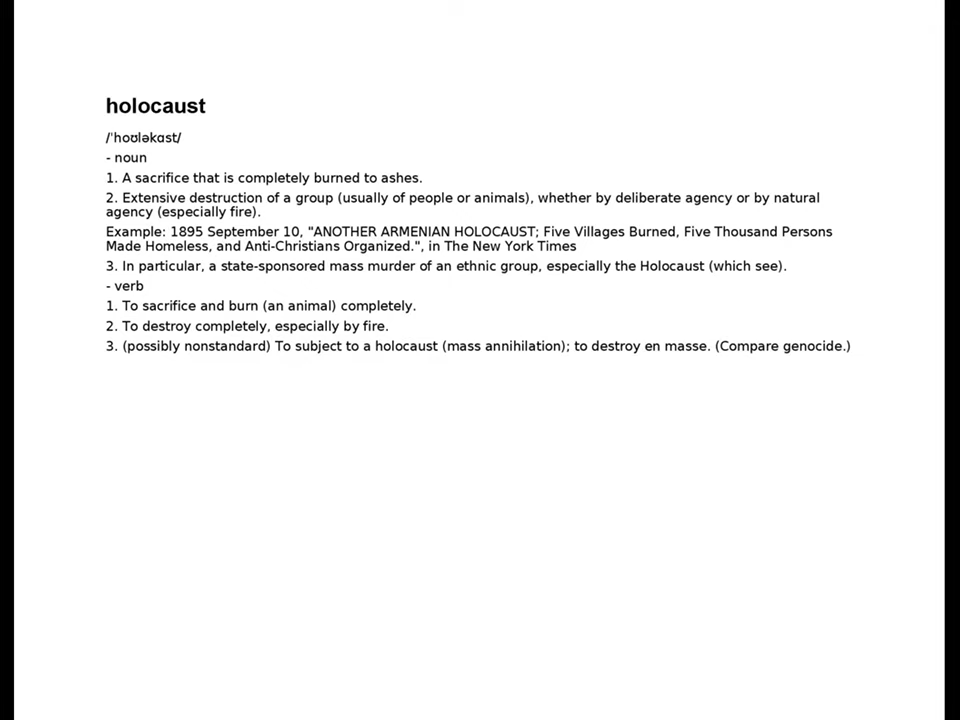 holocaust
/ˈhoʊləkɑst/
- noun
1. A sacrifice that is completely burned to ashes.
2. Extensive destruction of a group (usually of people or animals), whether by deliberate agency or by natural
agency (especially fire).
Example: 1895 September 10, "ANOTHER ARMENIAN HOLOCAUST; Five Villages Burned, Five Thousand Persons
Made Homeless, and Anti-Christians Organized.", in The New York Times
3. In particular, a state-sponsored mass murder of an ethnic group, especially the Holocaust (which see).
- verb
1. To sacrifice and burn (an animal) completely.
2. To destroy completely, especially by fire.
3. (possibly nonstandard) To subject to a holocaust (mass annihilation); to destroy en masse. (Compare genocide.)